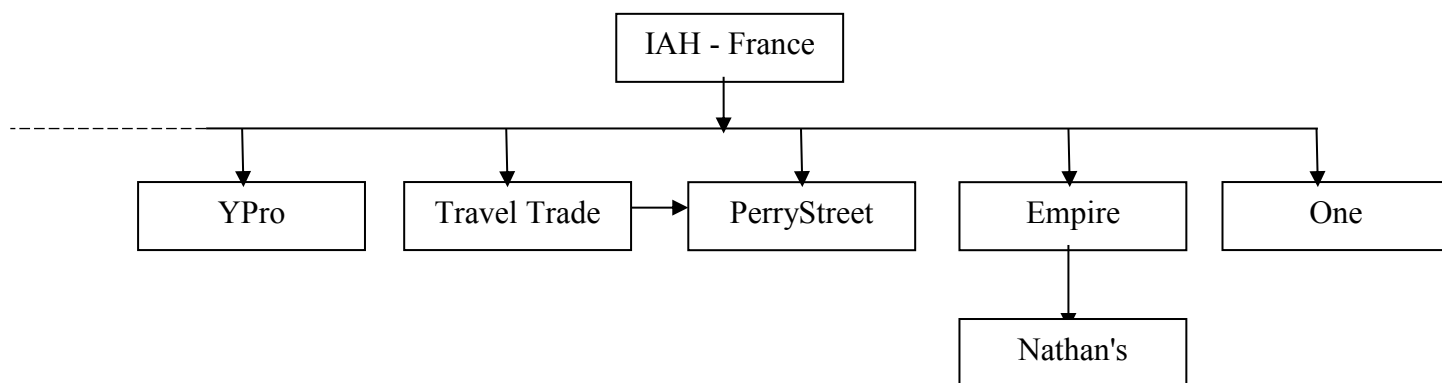 IAH - France
YPro
Travel Trade
PerryStreet
Empire
One
Nathan's